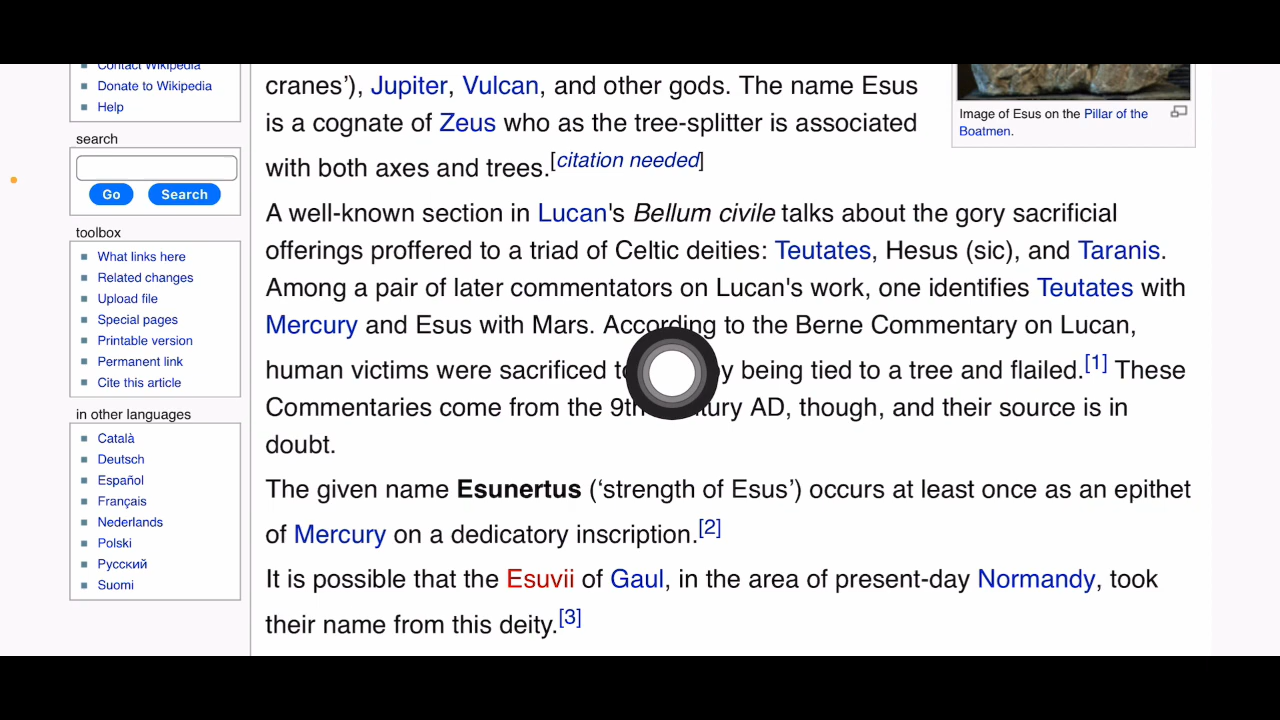 Contact Wikipedia
Donate to Wikipedia
Help
search
Go Search
toolbox
What links here
Related changes
Upload file
Special pages
Printable version
Permanent link
Cite this article
in other languages
Català
Deutsch
Español
Français
Nederlands
Polski
Русский
Suomi
cranes’), Jupiter, Vulcan, and other gods. The name Esus
is a cognate of Zeus who as the tree-splitter is associated
with both axes and trees.[citation needed]
Image of Esus on the Pillar of the
Boatmen.
A well-known section in Lucan's Bellum civile talks about the gory sacrificial
offerings proffered to a triad of Celtic deities: Teutates, Hesus (sic), and Taranis.
Among a pair of later commentators on Lucan's work, one identifies Teutates with
Mercury and Esus with Mars. According to the Berne Commentary on Lucan,
human victims were sacrificed by being tied to a tree and flailed.[1] These
Commentaries come from the 9th AD, though, and their source is in
doubt.
The given name Esunertus (‘strength of Esus’) occurs at least once as an epithet
of Mercury on a dedicatory inscription.[2]
It is possible that the Esuvii of Gaul, in the area of present-day Normandy, took
their name from this deity.[3]